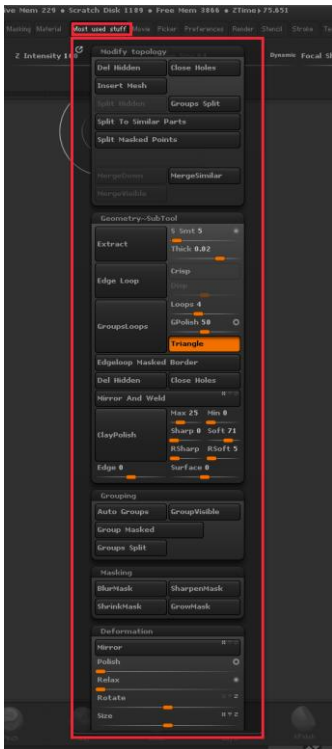 ive Mem 229 • Scratch Disk 1189 • Free Mem 3866 • ZTime▸75.651
Masking Material Most used stuff Movie Picker Preferences Render Stencil Stroke
Z Intensity Dynamic Focal
Modify topology
Del Hidden Close Holes
Insert Mesh
Split Hidden Groups Split
Split To Similar Parts
Split Masked Points
MergeDown MergeSimilar
MergeVisible
Geometry~SubTool
Extract S Smt 5
Thick 0.02
Edge Loop Crisp
Disp
GroupsLoops Loops 4
GPolish 50
Triangle
Edgeloop Masked Border
Del Hidden Close Holes
Mirror And Weld
ClayPolish Max 25 Min 0
Sharp 0 Soft 71
RSharp RSoft 5
Edge 0 Surface 0
Grouping
Auto Groups GroupVisible
Group Masked
Groups Split
Masking
BlurMask SharpenMask
ShrinkMask GrowMask
Deformation
Mirror
Polish
Relax
Rotate
Size